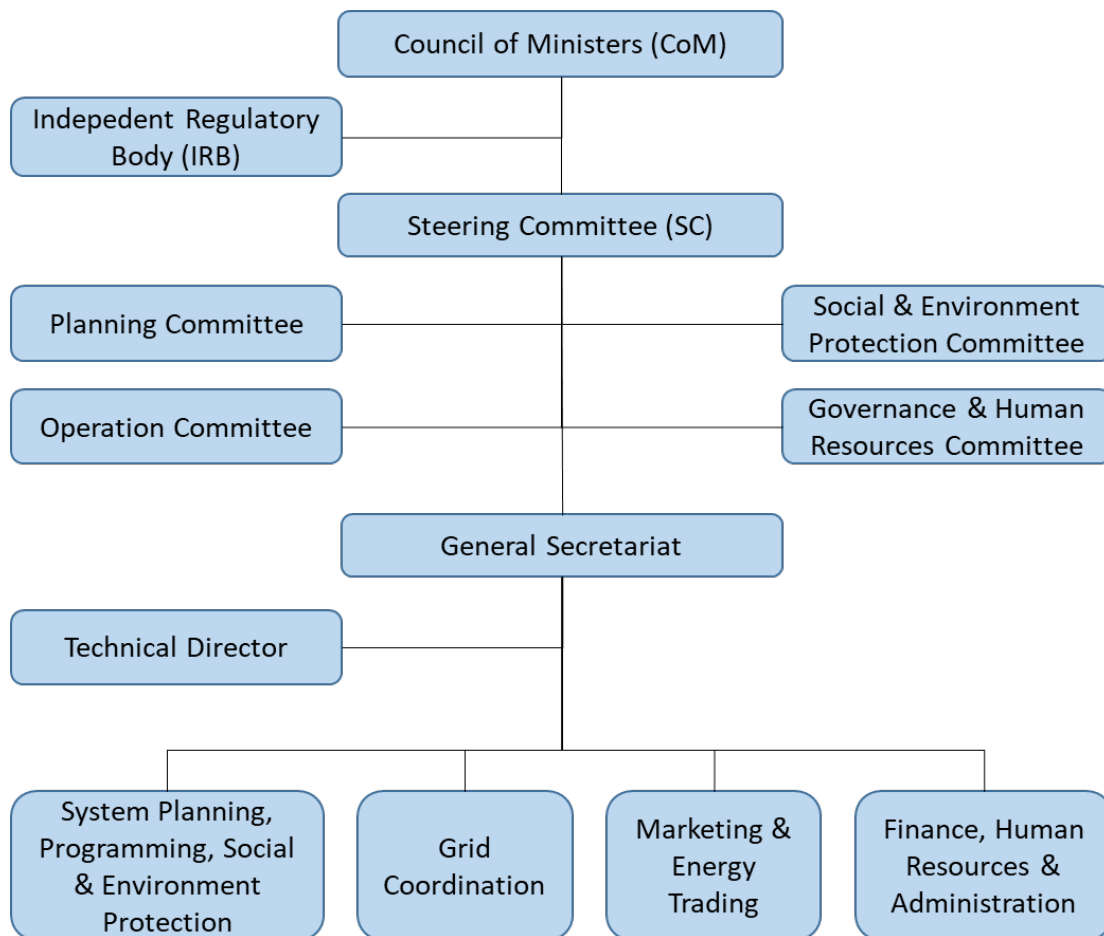 Council of Ministers (CoM)
Indepedent Regulatory
Body (IRB)
Steering Committee (SC)
Planning Committee
Social & Environment
Protection Committee
Operation Committee
Governance & Human
Resources Committee
General Secretariat
Technical Director
System Planning,
Programming, Social
& Environment
Protection
Grid
Coordination
Marketing &
Energy
Trading
Finance, Human
Resources &
Administration